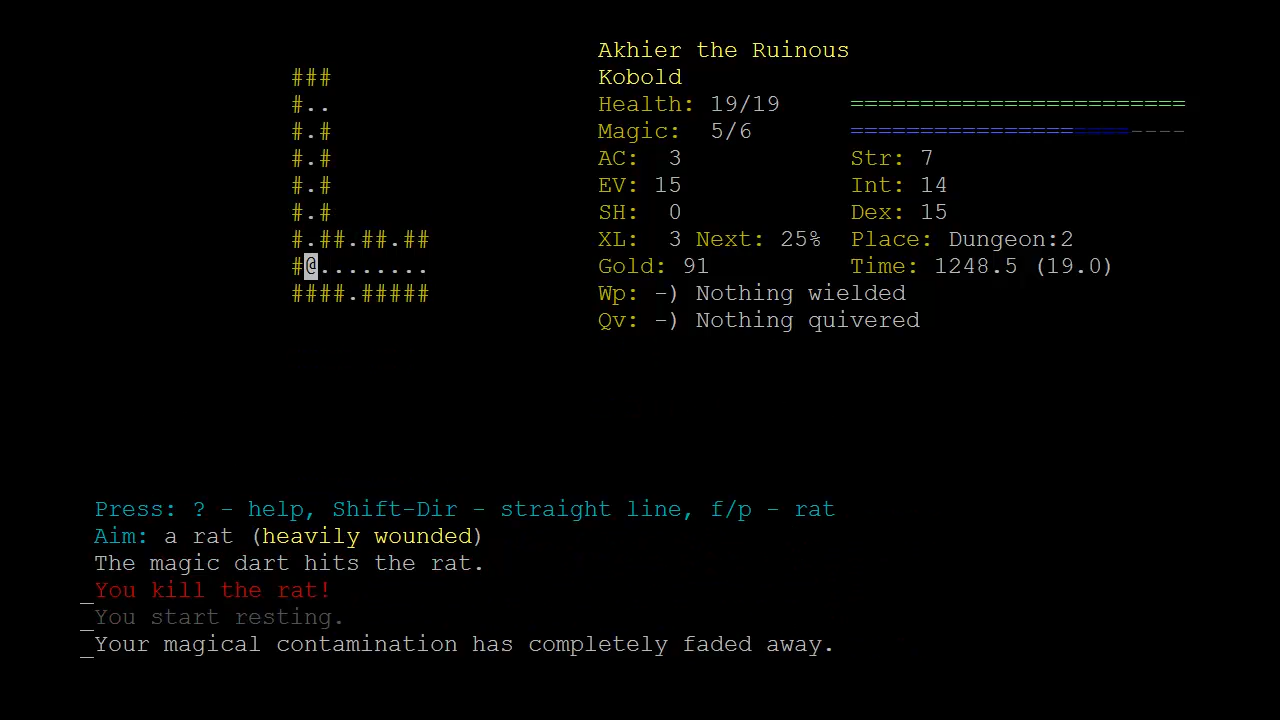 Akhier the Ruinous
### Kobold
#.. Health: 19/19 ========================
#.# Magic: 5/6 ====================----
#.# AC: 3 Str: 7
#.# EV: 15 Int: 14
#.# SH: 0 Dex: 15
#.##.##.## XL: 3 Next: 25% Place: Dungeon:2
#@........ Gold: 91 Time: 1248.5 (19.0)
####.##### Wp: -) Nothing wielded
Qv: -) Nothing quivered
Press: ? - help, Shift-Dir - straight line, f/p - rat
Aim: a rat (heavily wounded)
The magic dart hits the rat.
_You kill the rat!
_You start resting.
_Your magical contamination has completely faded away.